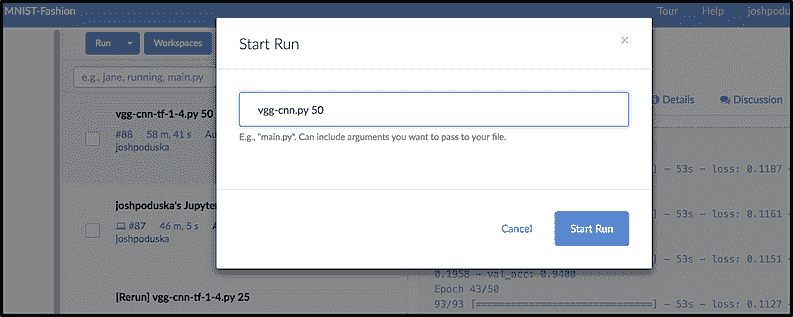 MNIST-Fashion
Tour Help joshpodu
Run Workspaces
Start Run
×
e.g., jane, running, main.py
vgg-cnn.py 50
Details Discussion
vgg-cnn-tf-1-4.py 50
E.g., "main.py". Can include arguments you want to pass to your file.
#88 58 m, 41 s Au
joshpoduska
] - 53s - loss: 0.1187 -
joshpoduska's Jupyter
] - 53s - loss: 0.1161 -
#87 46 m, 5 s A
joshpoduska
Cancel Start Run
] - 53s - loss: 0.1151 -
0.1958 - val_acc: 0.9400
Epoch 43/50
[Rerun] vgg-cnn-tf-1-4.py 25
93/93 [==============================] - 53s - loss: 0.1127 -